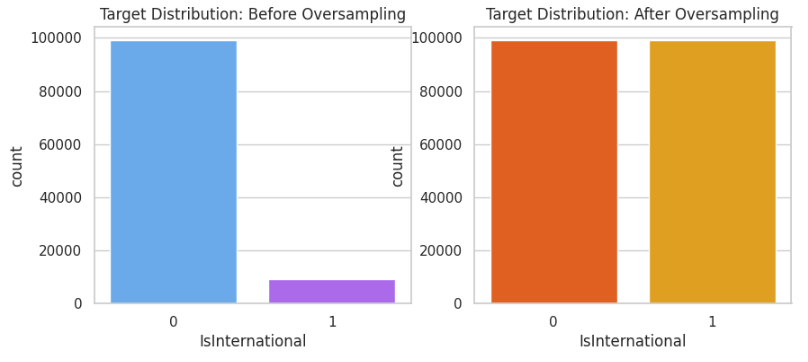 Target Distribution: Before Oversampling
100000
80000
60000
40000
20000
0
count
0 1
IsInternational
Target Distribution: After Oversampling
100000
80000
60000
40000
20000
0
count
0 1
IsInternational